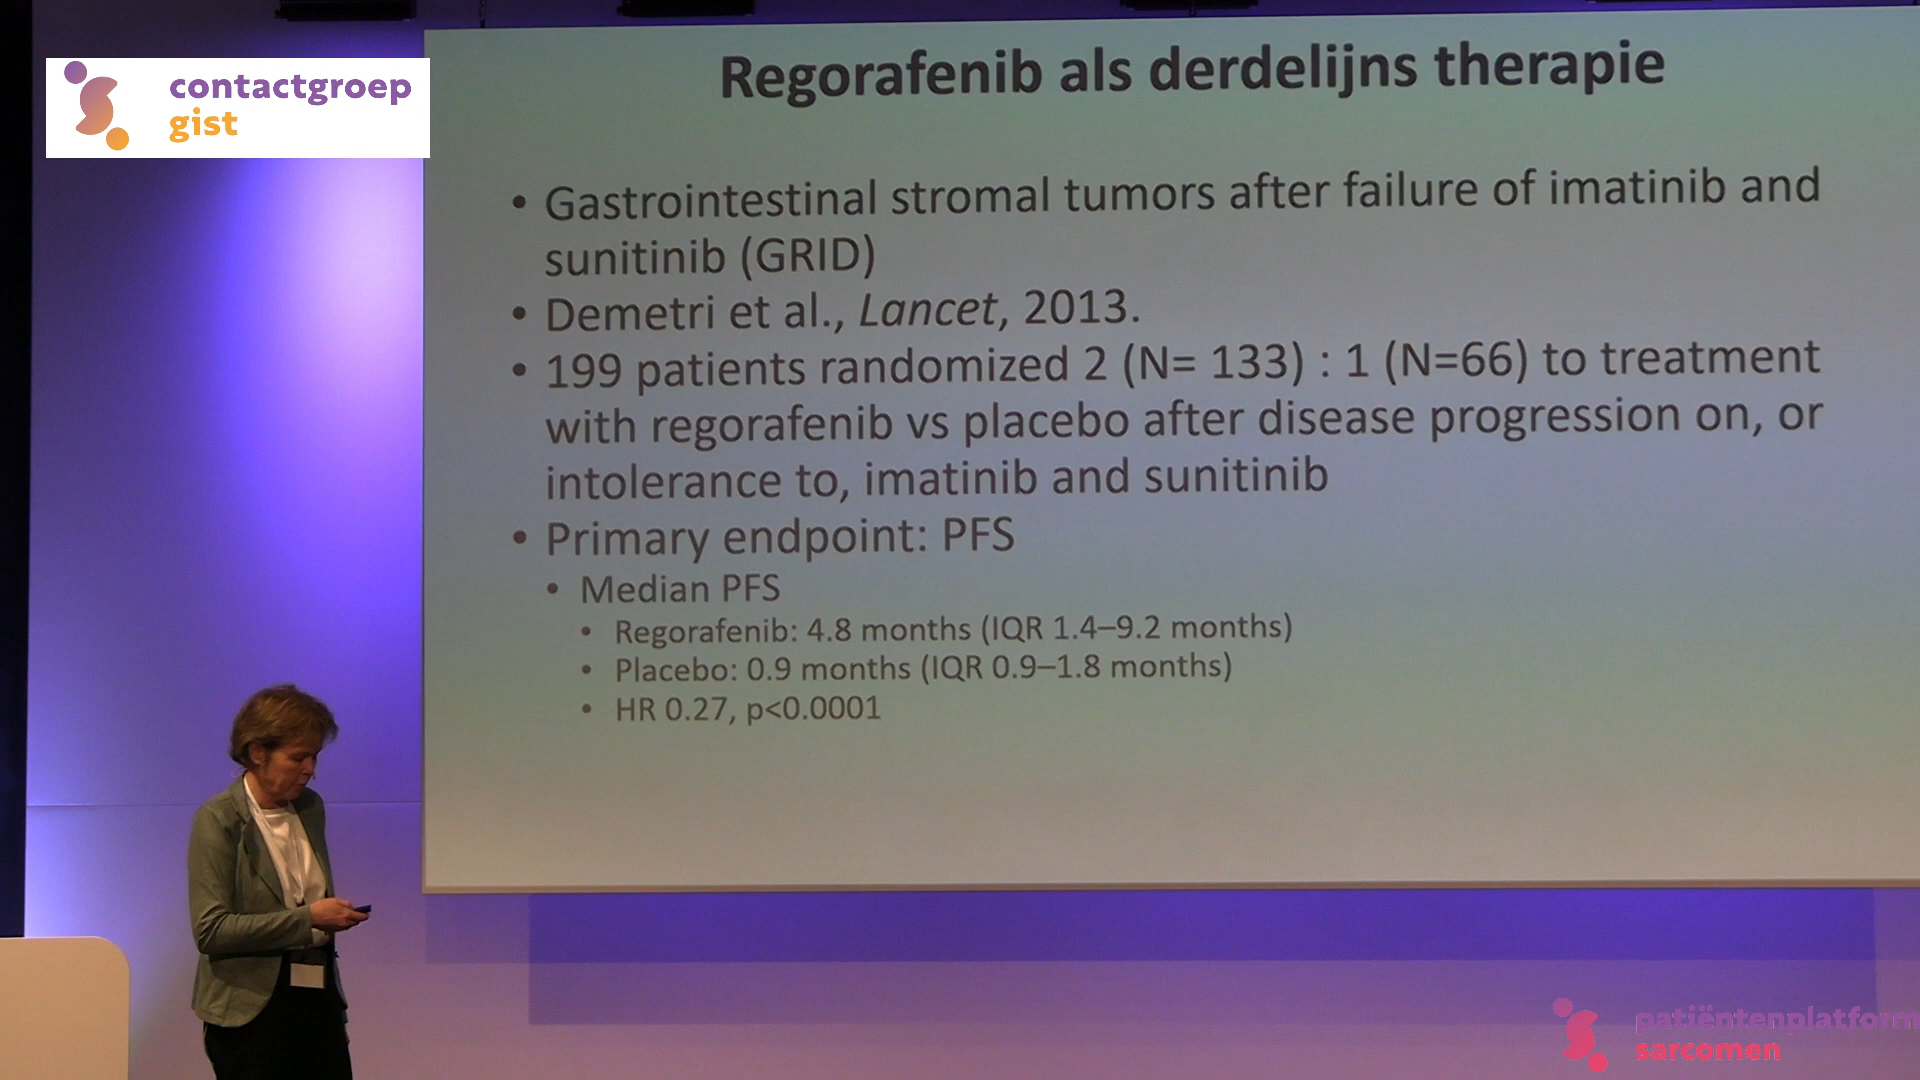 contactgroep
gist
Regorafenib als derdelijns therapie
• Gastrointestinal stromal tumors after failure of imatinib and
sunitinib (GRID)
• Demetri et al., Lancet, 2013.
• 199 patients randomized 2 (N= 133) : 1 (N=66) to treatment
with regorafenib vs placebo after disease progression on, or
intolerance to, imatinib and sunitinib
• Primary endpoint: PFS
• Median PFS
• Regorafenib: 4.8 months (IQR 1.4–9.2 months)
• Placebo: 0.9 months (IQR 0.9–1.8 months)
• HR 0.27, p<0.0001
patiëntenplatform
sarcomen